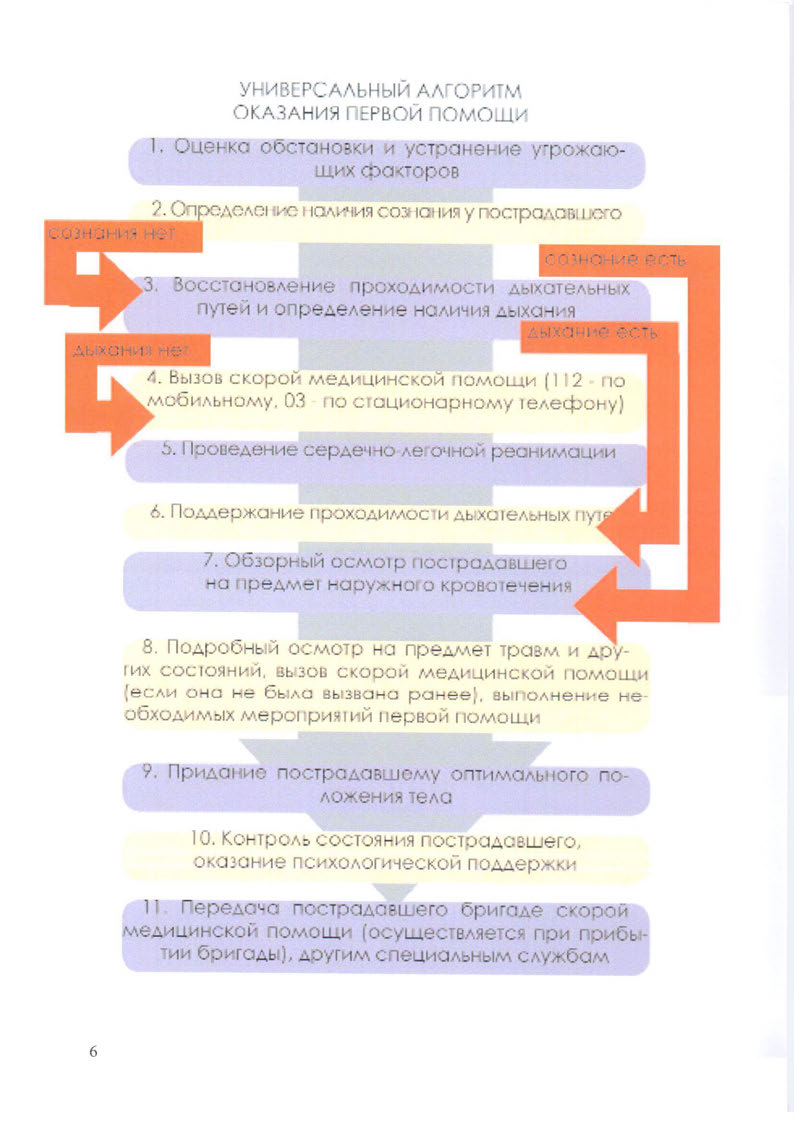 УНИВЕРСАЛЬНЫЙ АЛГОРИТМ
ОКАЗАНИЯ ПЕРВОЙ ПОМОЩИ
1. Оценка обстановки и устранение угрожаю-
щих факторов
2. Определение наличия сознания у пострадавшего
сознания нет
сознание есть
3. Восстановление проходимости дыхательных
путей и определение наличия дыхания
дыхание есть
дыхания нет
4. Вызов скорой медицинской помощи (112 - по
мобильному, 03 - по стационарному телефону)
5. Проведение сердечно-легочной реанимации
6. Поддержание проходимости дыхательных путе
7. Обзорный осмотр пострадавшего
на предмет наружного кровотечения
8. Подробный осмотр на предмет травм и дру-
гих состояний, вызов скорой медицинской помощи
(если она не была вызвана ранее), выполнение не-
обходимых мероприятий первой помощи
9. Придание пострадавшему оптимального по-
ложения тела
10. Контроль состояния пострадавшего,
оказание психологической поддержки
11. Передача пострадавшего бригаде скорой
медицинской помощи (осуществляется при прибы-
тии бригады), другим специальным службам
6